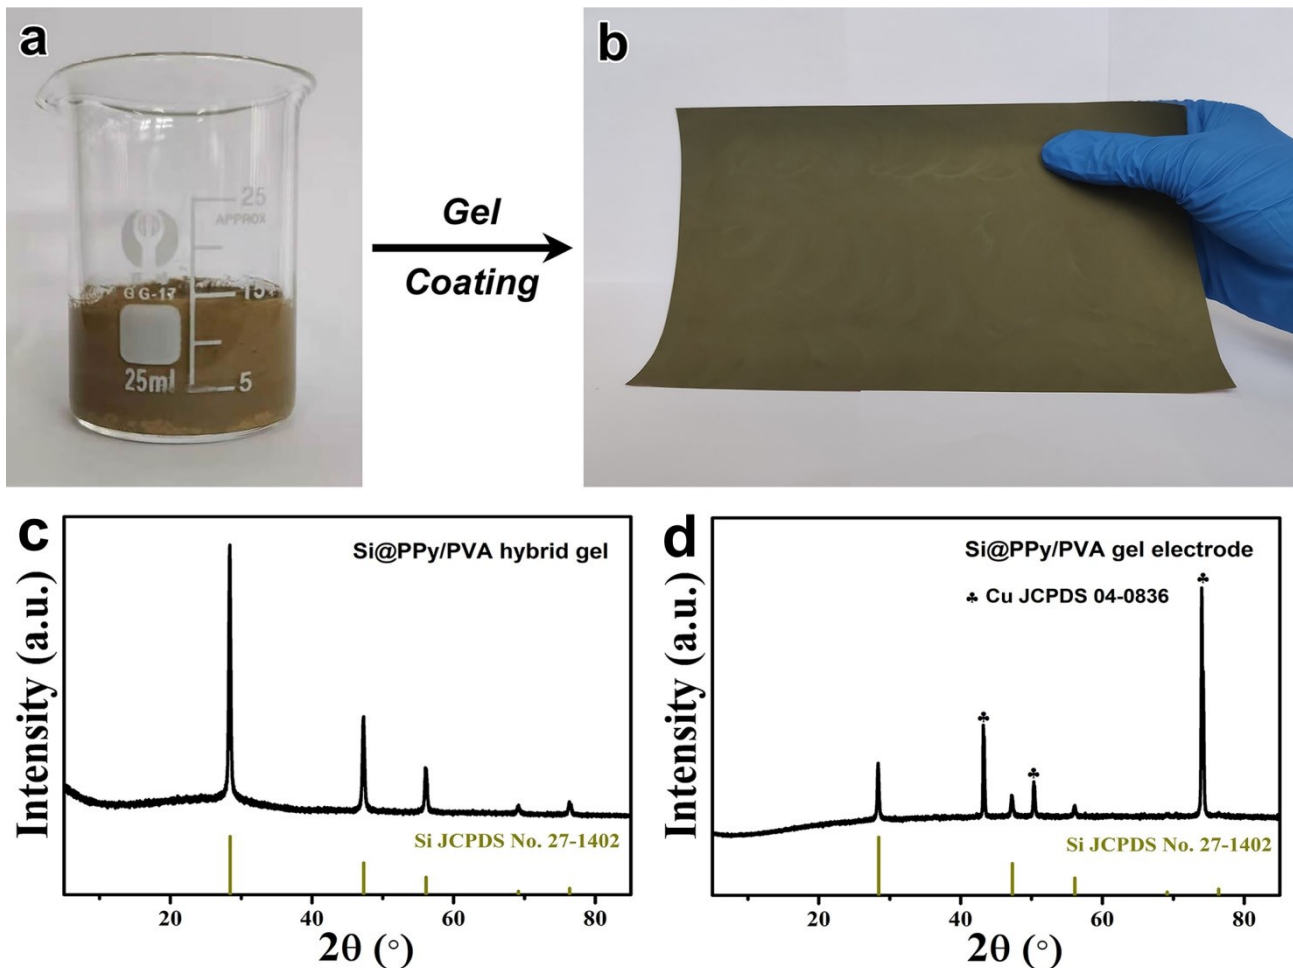 a
25
APPROX
GG-17
15
25ml
5
Gel
Coating
b
c
Si@PPy/PVA hybrid gel
Intensity (a.u.)
Si JCPDS No. 27-1402
20 40 60 80
2θ (°)
d
Si@PPy/PVA gel electrode
♣ Cu JCPDS 04-0836
Intensity (a.u.)
Si JCPDS No. 27-1402
20 40 60 80
2θ (°)